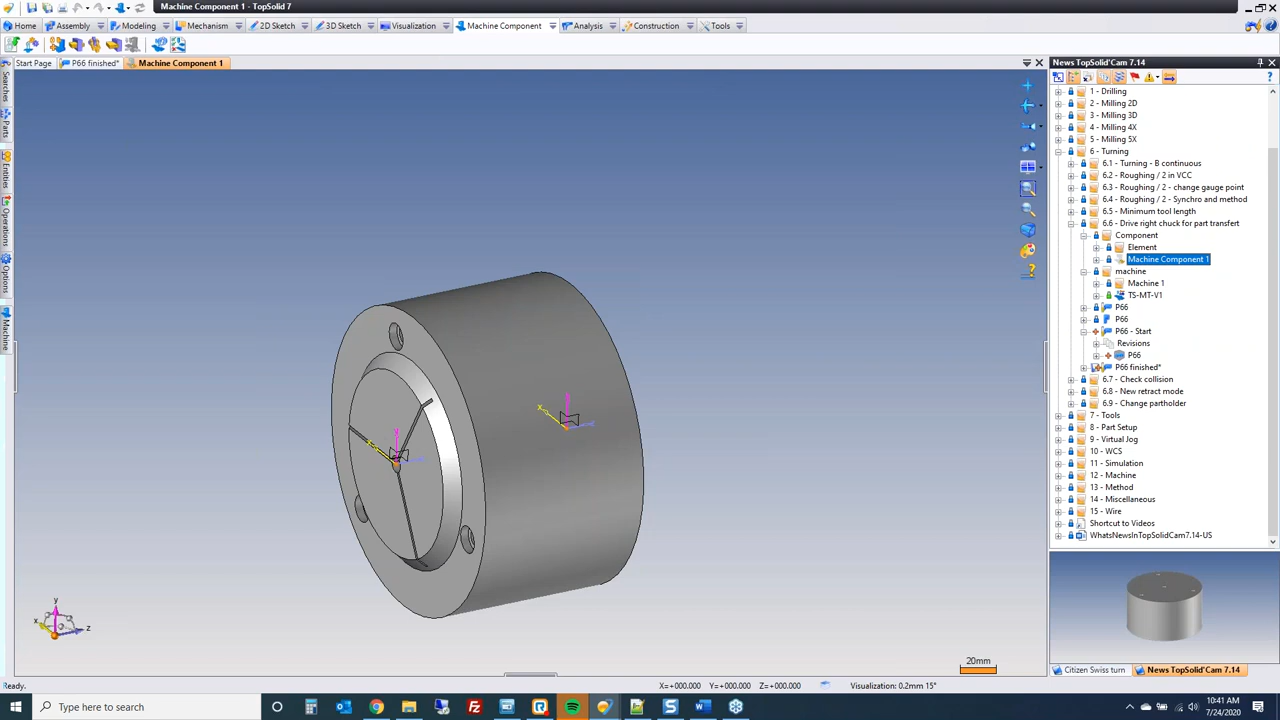 Machine Component 1 - TopSolid 7
Home
Assembly
Modeling
Mechanism
2D Sketch
3D Sketch
Visualization
Machine Component
Analysis
Construction
Tools
Start Page
P66 finished*
Machine Component 1
News TopSolid'Cam 7.14
Searches
Parts
Entities
Operations
Options
Machine
1 - Drilling
2 - Milling 2D
3 - Milling 3D
4 - Milling 4X
5 - Milling 5X
6 - Turning
6.1 - Turning - B continuous
6.2 - Roughing / 2 in VCC
6.3 - Roughing / 2 - change gauge point
6.4 - Roughing / 2 - Synchro and method
6.5 - Minimum tool length
6.6 - Drive right chuck for part transfert
Component
Element
Machine Component 1
machine
Machine 1
TS-MT-V1
P66
P66
P66 - Start
Revisions
P66
P66 finished*
6.7 - Check collision
6.8 - New retract mode
6.9 - Change partholder
7 - Tools
8 - Part Setup
9 - Virtual Jog
10 - WCS
11 - Simulation
12 - Machine
13 - Method
14 - Miscellaneous
15 - Wire
Shortcut to Videos
WhatsNewsInTopSolidCam7.14-US
x
y
x
y
y
x
z
20mm
Citizen Swiss turn
News TopSolid'Cam 7.14
Ready.
X=+000.000 Y=+000.000 Z=+000.000
Visualization: 0.2mm 15°
Type here to search
10:41 AM
7/24/2020